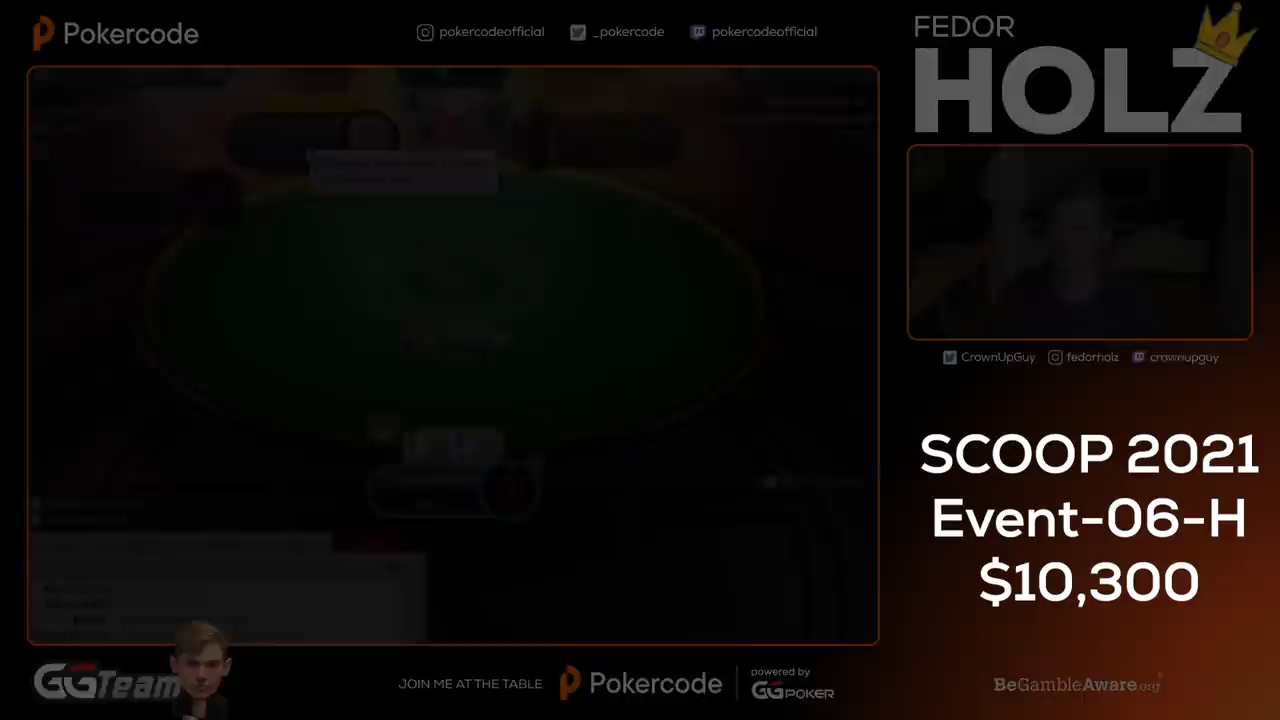 Pokercode
pokercodeofficial
_pokercode
pokercodeofficial
FEDOR
HOLZ
CrownUpGuy
fedorholz
crownupguy
SCOOP 2021
Event-06-H
$10,300
GGTeam
JOIN ME AT THE TABLE
Pokercode
powered by
GGPOKER
BeGambleAware.org